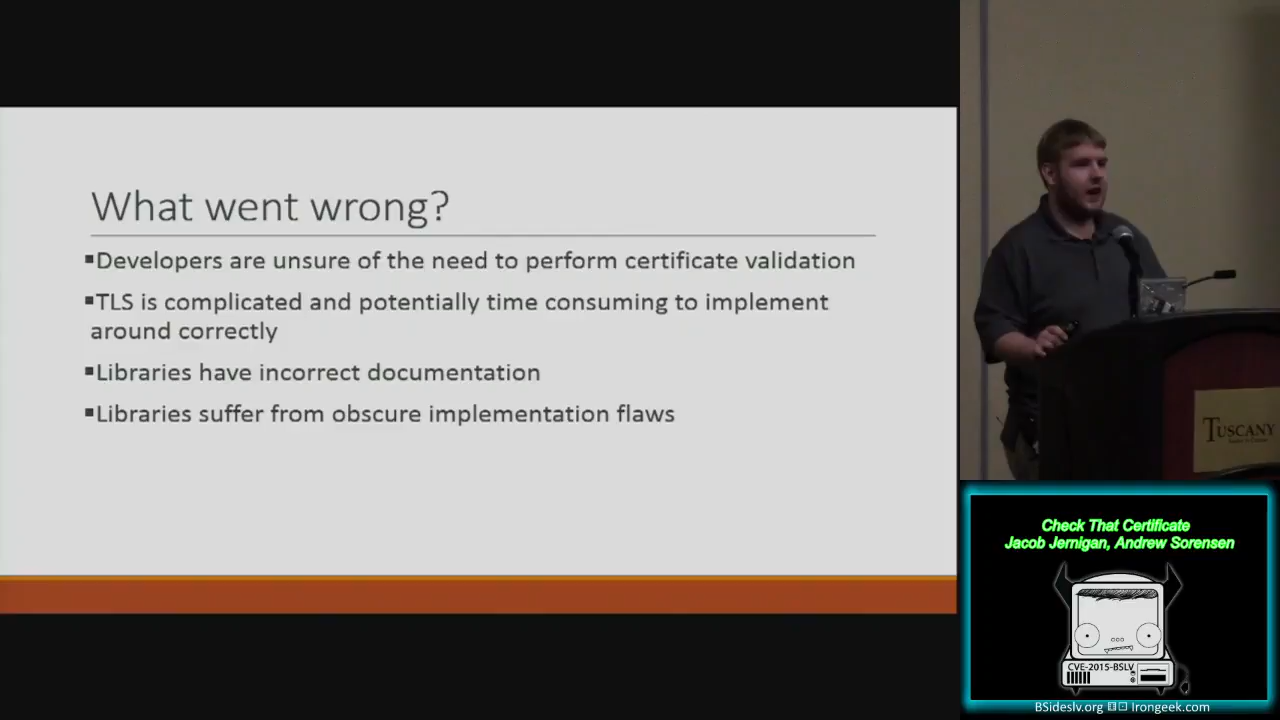 What went wrong?
▪Developers are unsure of the need to perform certificate validation
▪TLS is complicated and potentially time consuming to implement
around correctly
▪Libraries have incorrect documentation
▪Libraries suffer from obscure implementation flaws
TUSCANY
Check That Certificate
Jacob Jernigan, Andrew Sorensen
CVE-2015-BSLV
BSideslv.org
Irongeek.com